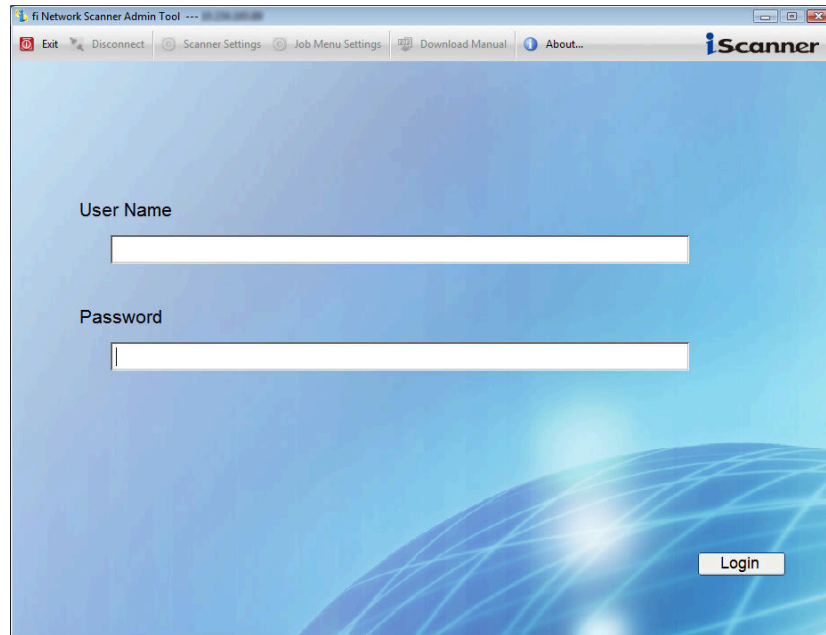 fi Network Scanner Admin Tool ---
Exit Disconnect Scanner Settings Job Menu Settings Download Manual About... iScanner
User Name
Password
Login